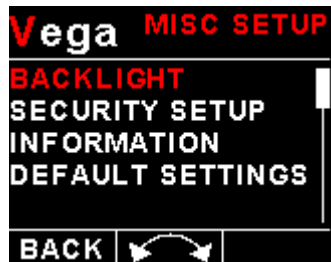 Vega MISC SETUP
BACKLIGHT
SECURITY SETUP
INFORMATION
DEFAULT SETTINGS
BACK